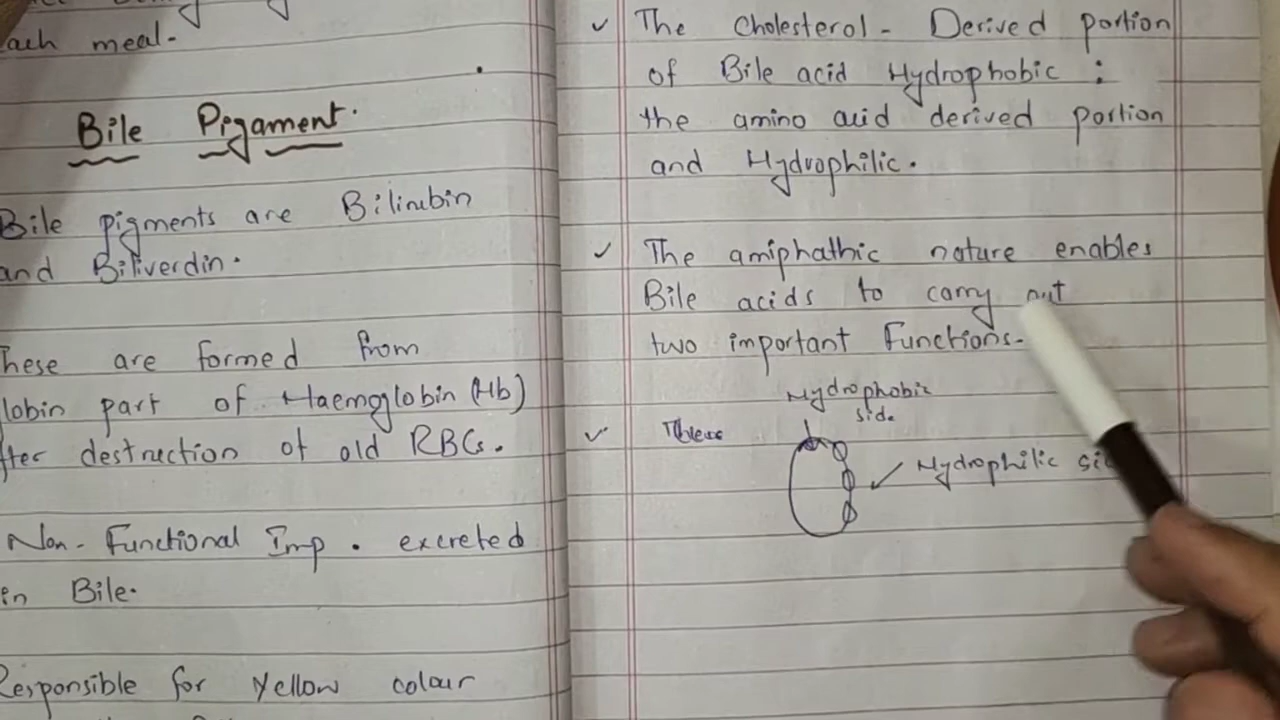 each meal.
Bile Pigament.
Bile pigments are Bilirubin
and Biliverdin.
these are formed from
lobin part of Haemoglobin (Hb)
fter destruction of old RBCs.
Non-Functional Imp. excreted
in Bile.
Responsible for Yellow colour
✓ The Cholesterol - Derived portion
of Bile acid Hydrophobic :
the amino acid derived portion
and Hydrophilic.
✓ The amiphathic nature enables
Bile acids to carry out
two important Functions.
Hydrophobic
side
✓ There
Hydrophilic si